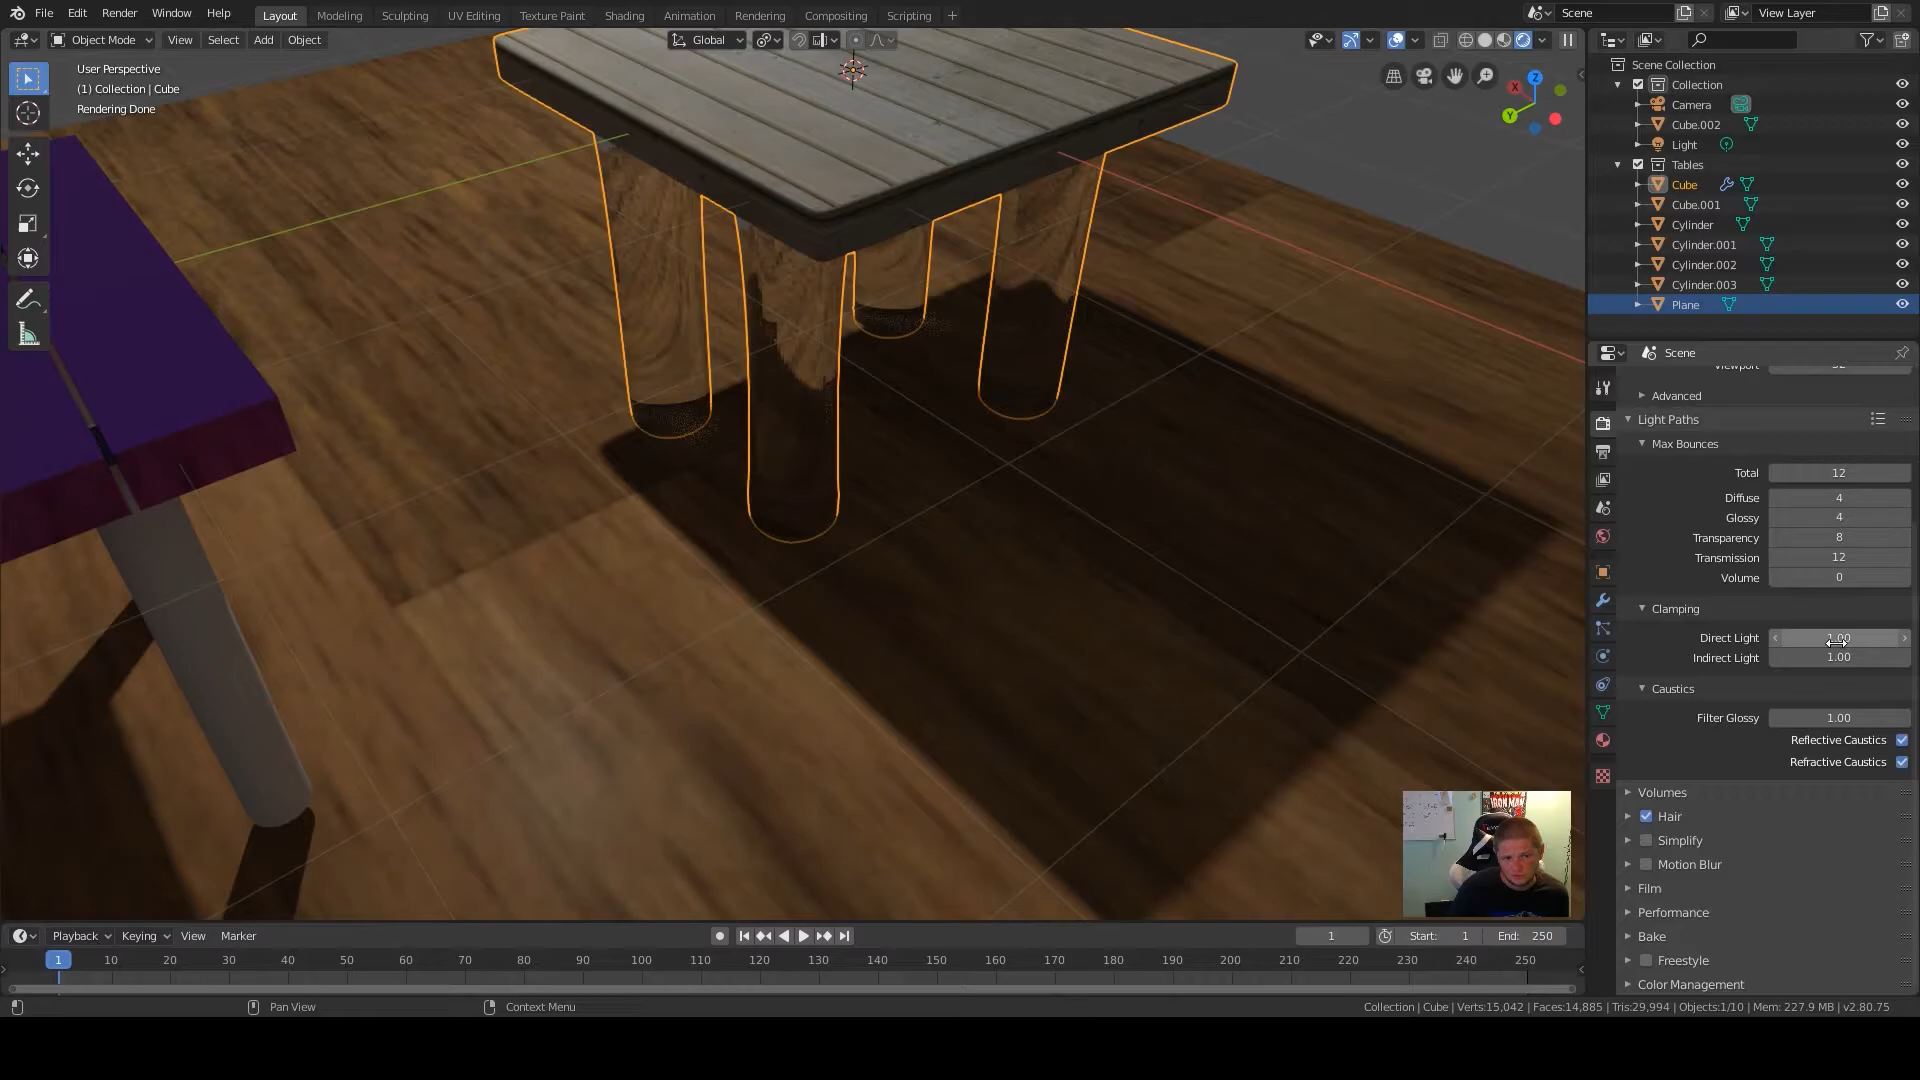 File Edit Render Window Help Layout Modeling Sculpting UV Editing Texture Paint Shading Animation Rendering Compositing Scripting + Scene View Layer
Object Mode View Select Add Object Global
User Perspective
(1) Collection | Cube
Rendering Done
Z
X
Y
Scene Collection
Collection
Camera
Cube.002
Light
Tables
Cube
Cube.001
Cylinder
Cylinder.001
Cylinder.002
Cylinder.003
Plane
Scene
Viewport 32
Advanced
Light Paths
Max Bounces
Total 12
Diffuse 4
Glossy 4
Transparency 8
Transmission 12
Volume 0
Clamping
Direct Light 1.00
Indirect Light 1.00
Caustics
Filter Glossy 1.00
Reflective Caustics
Refractive Caustics
Volumes
Hair
Simplify
Motion Blur
Film
Performance
Bake
Freestyle
Color Management
IRON MAN
Playback Keying View Marker 1 Start: 1 End: 250
1 10 20 30 40 50 60 70 80 90 100 110 120 130 140 150 160 170 180 190 200 210 220 230 240 250
Pan View Context Menu Collection | Cube | Verts:15,042 | Faces:14,885 | Tris:29,994 | Objects:1/10 | Mem: 227.9 MB | v2.80.75